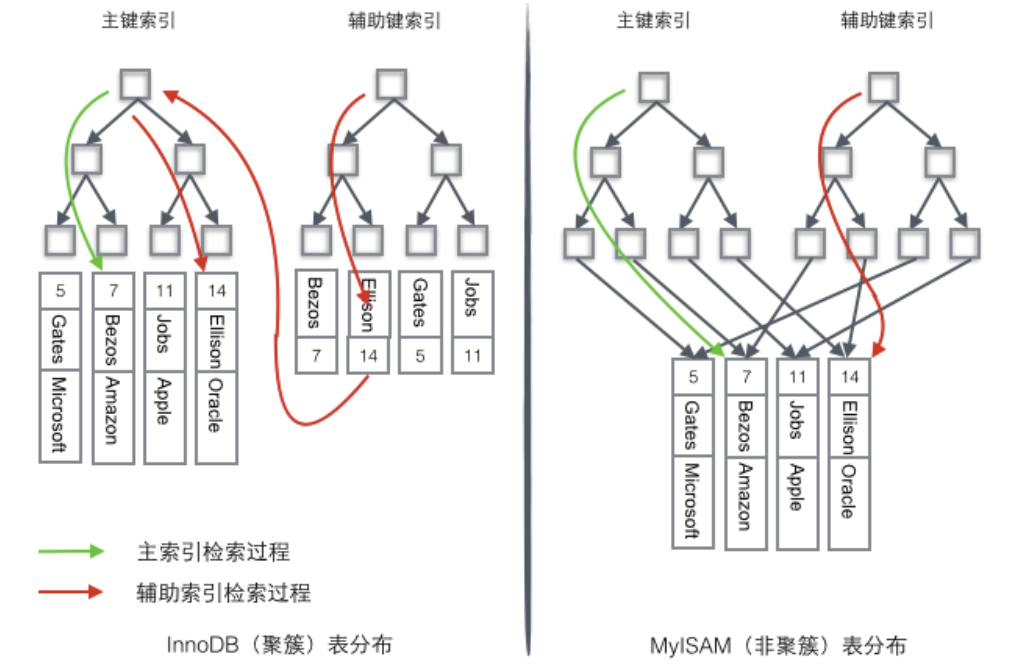 主键索引
辅助键索引
5
Gates
Microsoft
7
Bezos
Amazon
11
Jobs
Apple
14
Ellison
Oracle
Bezos
7
Ellison
14
Gates
5
Jobs
11
主索引检索过程
辅助索引检索过程
InnoDB（聚簇）表分布
主键索引
辅助键索引
5
Gates
Microsoft
7
Bezos
Amazon
11
Jobs
Apple
14
Ellison
Oracle
MyISAM（非聚簇）表分布